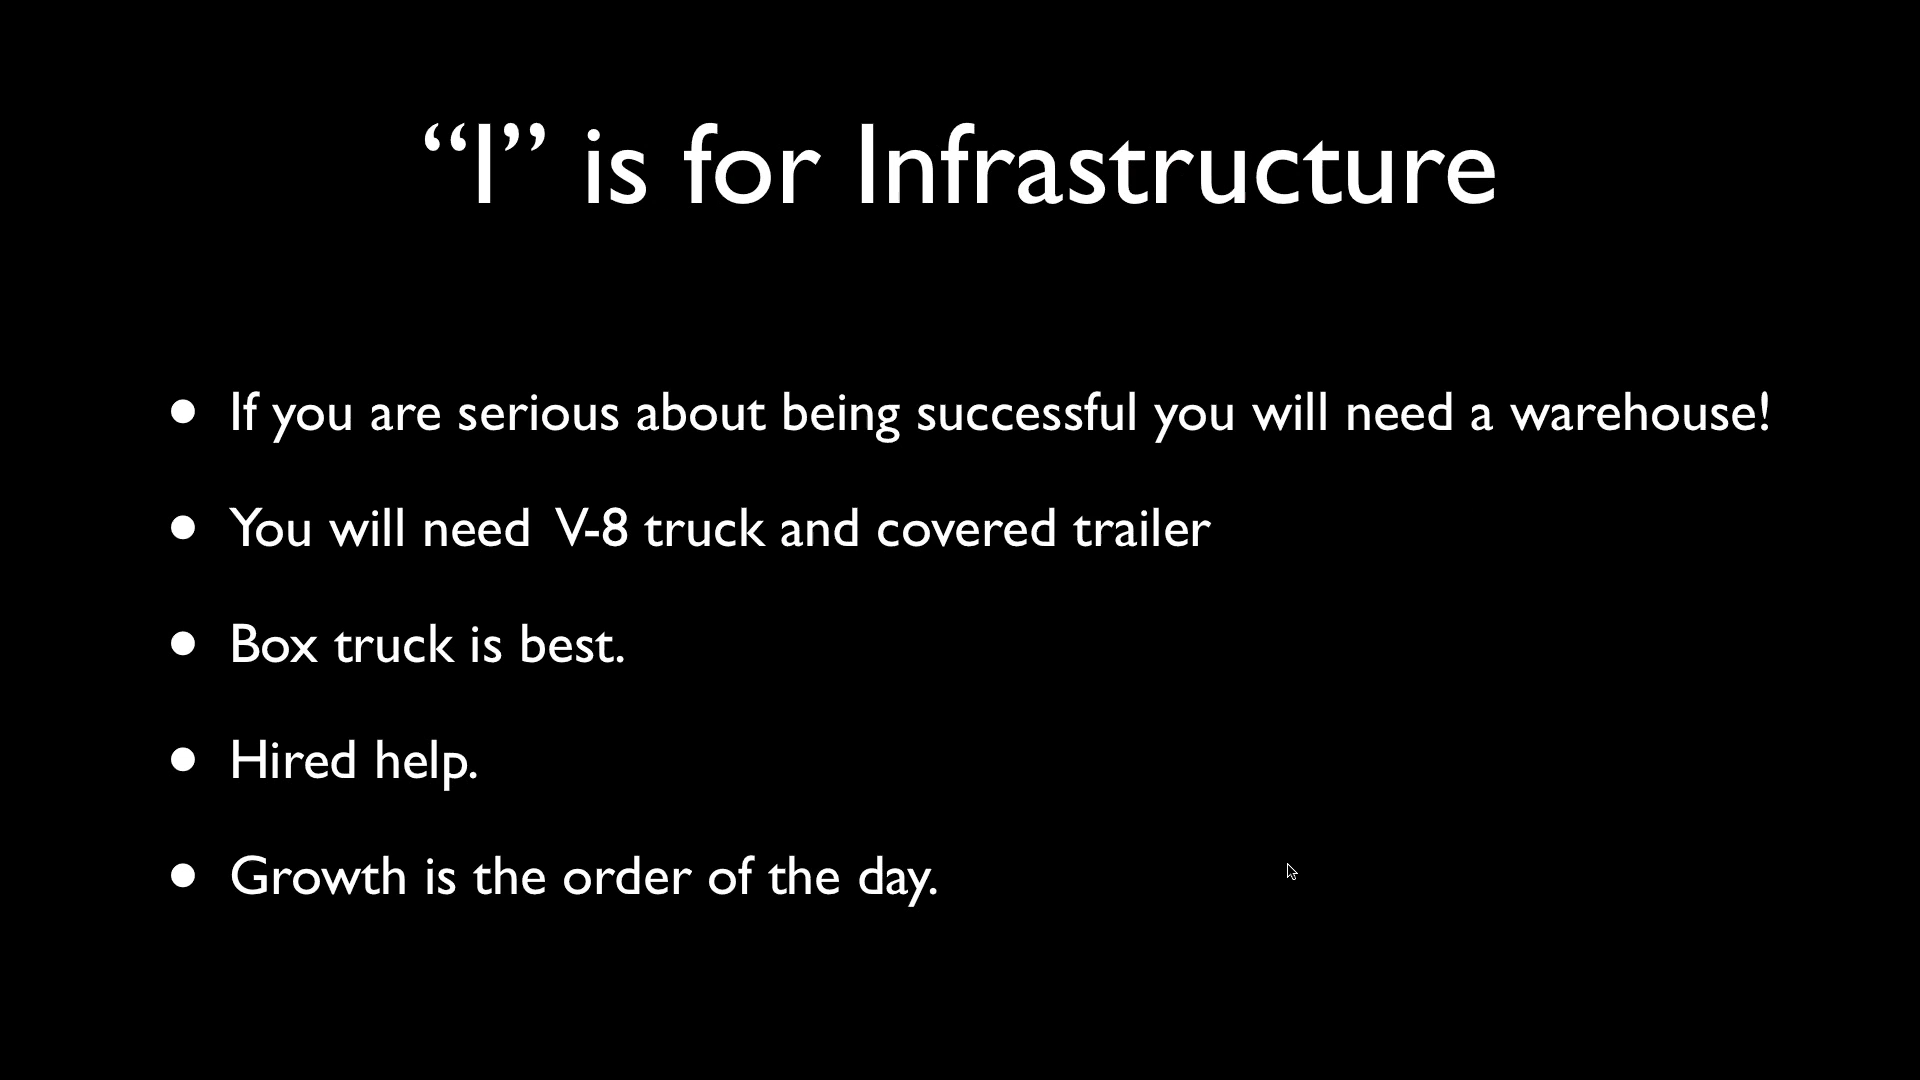 “I” is for Infrastructure
• If you are serious about being successful you will need a warehouse!
• You will need V-8 truck and covered trailer
• Box truck is best.
• Hired help.
• Growth is the order of the day.